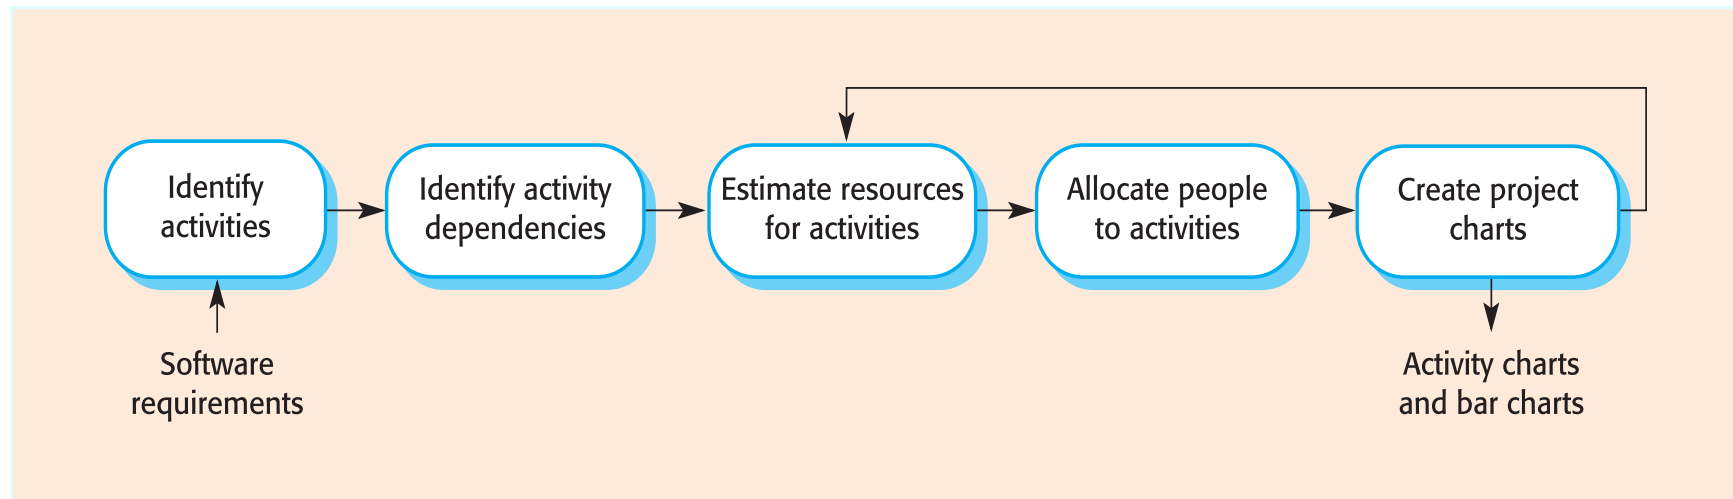 Identify
activities
Identify activity
dependencies
Estimate resources
for activities
Allocate people
to activities
Create project
charts
Software
requirements
Activity charts
and bar charts